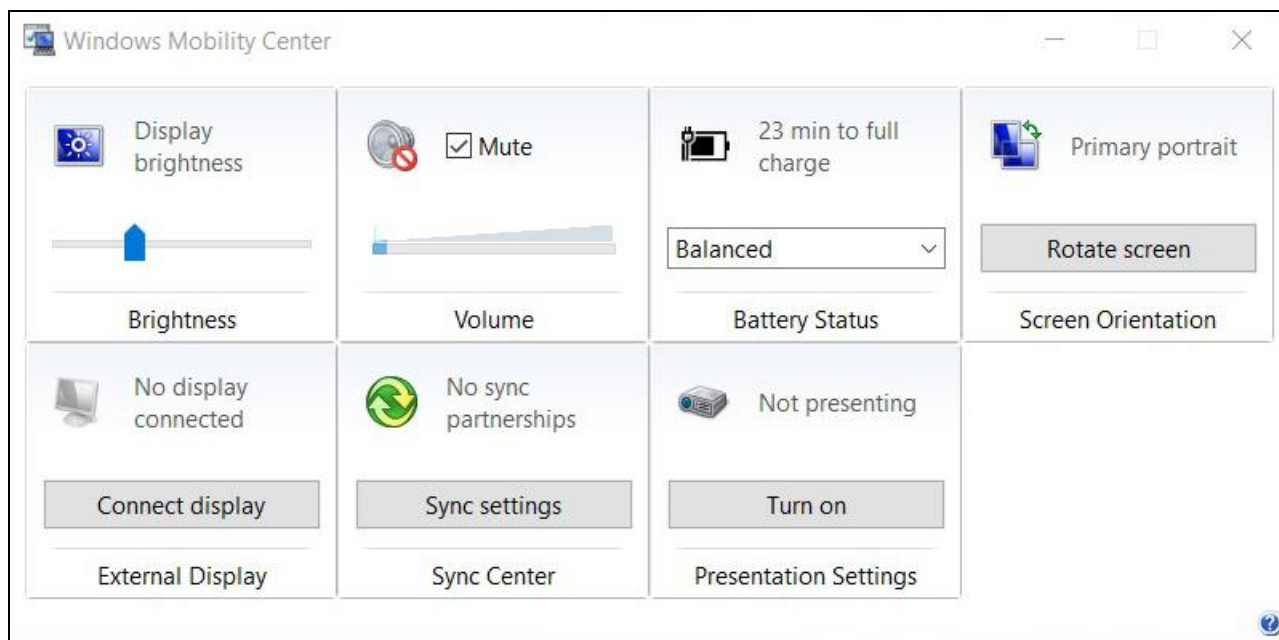 Windows Mobility Center
Display
brightness
Brightness
Mute
Volume
23 min to full
charge
Balanced
Battery Status
Primary portrait
Rotate screen
Screen Orientation
No display
connected
Connect display
External Display
No sync
partnerships
Sync settings
Sync Center
Not presenting
Turn on
Presentation Settings
?